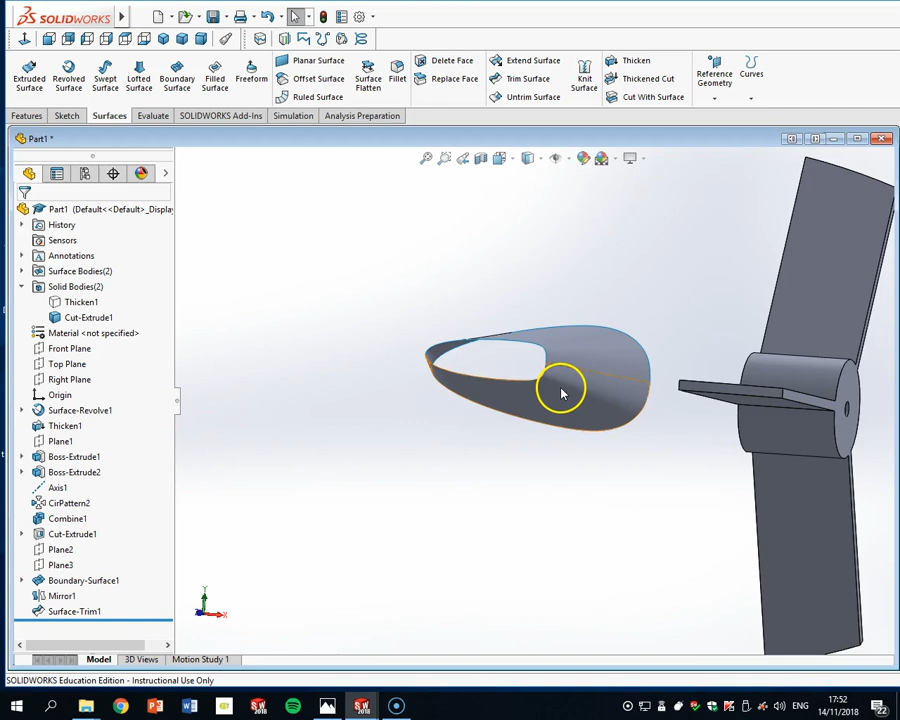 SOLIDWORKS
Extruded Surface
Revolved Surface
Swept Surface
Lofted Surface
Boundary Surface
Filled Surface
Freeform
Planar Surface
Offset Surface
Ruled Surface
Surface Flatten
Fillet
Delete Face
Replace Face
Extend Surface
Trim Surface
Untrim Surface
Knit Surface
Thicken
Thickened Cut
Cut With Surface
Reference Geometry
Curves
Features Sketch Surfaces Evaluate SOLIDWORKS Add-Ins Simulation Analysis Preparation
Part1 *
Part1 (Default<<Default>_Display
History
Sensors
Annotations
Surface Bodies(2)
Solid Bodies(2)
Thicken1
Cut-Extrude1
Material <not specified>
Front Plane
Top Plane
Right Plane
Origin
Surface-Revolve1
Thicken1
Plane1
Boss-Extrude1
Boss-Extrude2
Axis1
CirPattern2
Combine1
Cut-Extrude1
Plane2
Plane3
Boundary-Surface1
Mirror1
Surface-Trim1
Y
X
Z
Model 3D Views Motion Study 1
SOLIDWORKS Education Edition - Instructional Use Only
ENG
17:52
14/11/2018
22